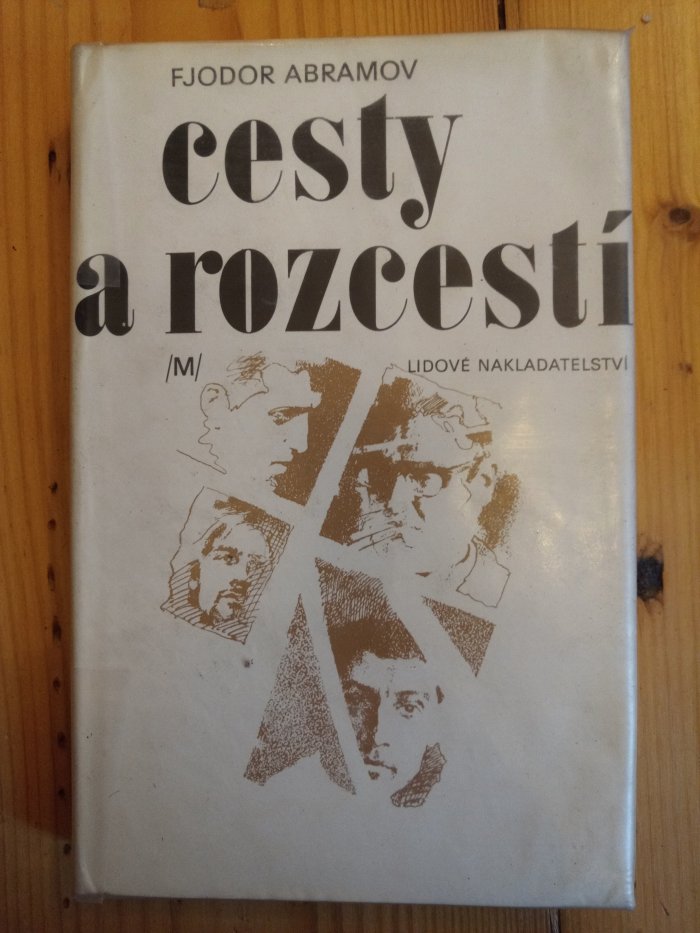 FJODOR ABRAMOV
cesty
a rozcestí
/M/ LIDOVÉ NAKLADATELSTVÍ